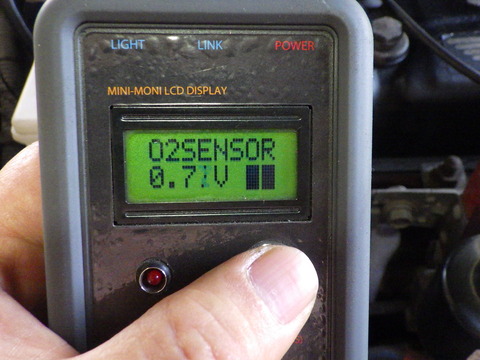 LIGHT LINK POWER
MINI-MONI LCD DISPLAY
O2SENSOR
0.7 V